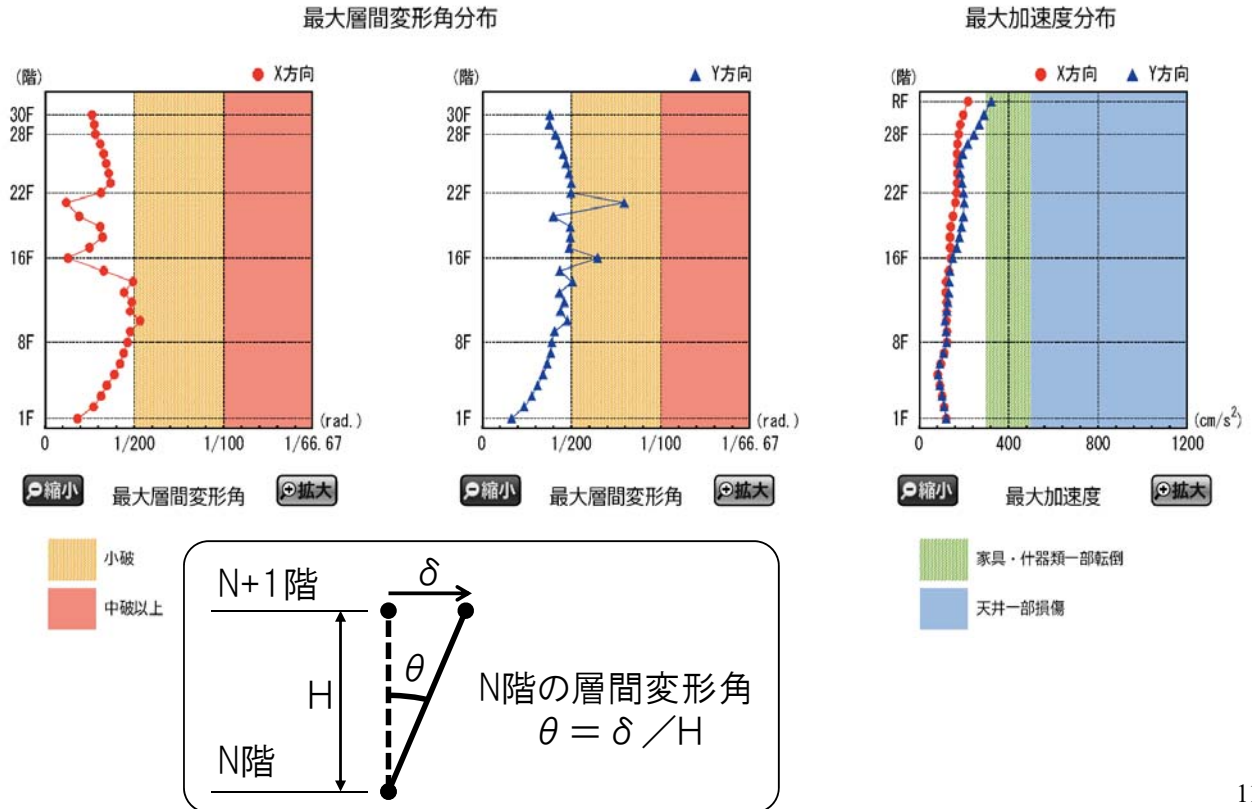 最大層間変形角分布
最大加速度分布
(階)
X方向
30F
28F
22F
16F
8F
1F
(rad.)
0
1/200
1/100
1/66.67
縮小
最大層間変形角
拡大
(階)
Y方向
30F
28F
22F
16F
8F
1F
(rad.)
0
1/200
1/100
1/66.67
縮小
最大層間変形角
拡大
(階)
X方向
Y方向
RF
28F
22F
16F
8F
1F
(cm/s²)
0
400
800
1200
縮小
最大加速度
拡大
小破
中破以上
家具・什器類一部転倒
天井一部損傷
N+1階
δ
θ
H
N階
N階の層間変形角
θ=δ/H